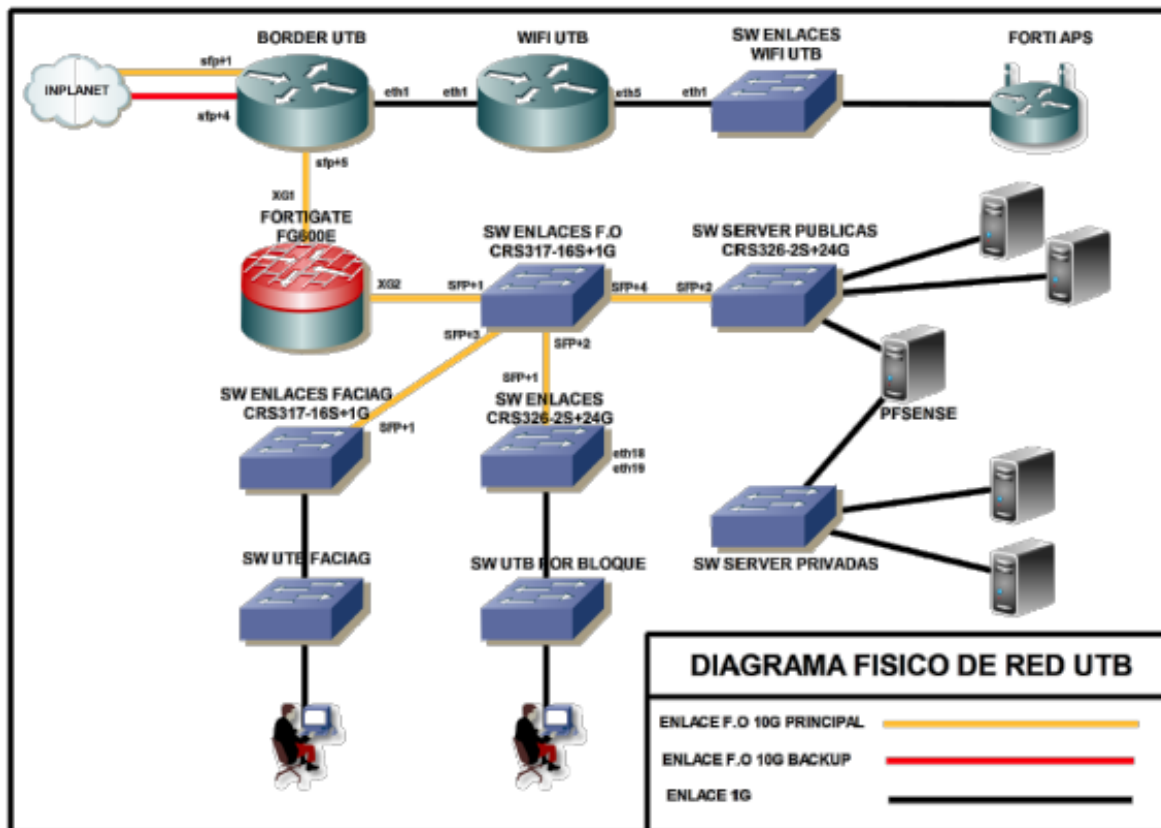 BORDER UTB
WIFI UTB
SW ENLACES
WIFI UTB
FORTI APS
INPLANET
sfp+1
sfp+4
eth1
eth1
eth5
eth1
sfp+5
XG1
FORTIGATE
FG600E
SW ENLACES F.O
CRS317-16S+1G
SW SERVER PUBLICAS
CRS326-2S+24G
XG2
SFP+1
SFP+4
SFP+2
SFP+3
SFP+2
SW ENLACES FACIAG
CRS317-16S+1G
SFP+1
SFP+1
SW ENLACES
CRS326-2S+24G
eth18
eth19
PFSENSE
SW UTB FACIAG
SW UTB POR BLOQUE
SW SERVER PRIVADAS
DIAGRAMA FISICO DE RED UTB
ENLACE F.O 10G PRINCIPAL
ENLACE F.O 10G BACKUP
ENLACE 1G